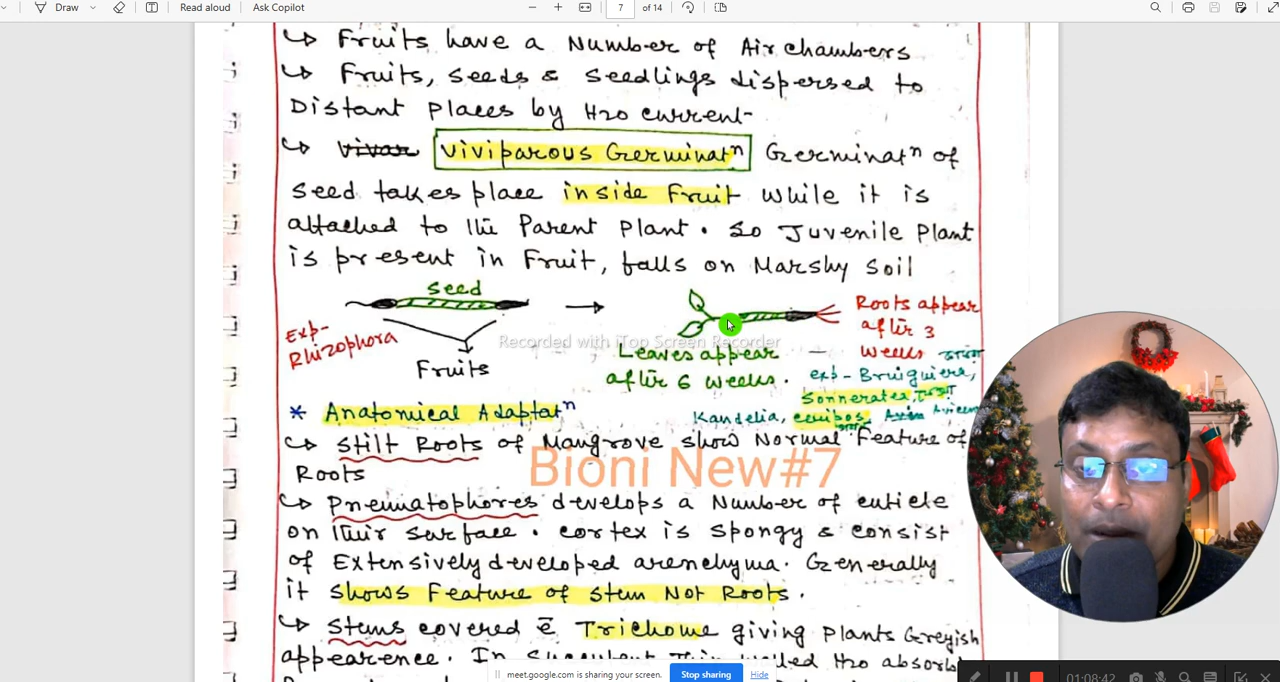 Draw
Read aloud
Ask Copilot
7 of 14
↳ Fruits have a Number of Air chambers
↳ Fruits, Seeds & Seedlings dispersed to
Distant Places by H2O current-
↳ Viviparous Germinatⁿ Germinatⁿ of
Seed takes place inside Fruit while it is
attached to the Parent Plant. So Juvenile Plant
is present in Fruit, falls on Marshy Soil
Seed
Exp-
Rhizophora
Fruits
Leaves appear
after 6 weeks.
Roots appear
after 3
weeks
exp- Bruiguiera,
Sonneratea,
Kandelia,
Recorded with iTop Screen Recorder
* Anatomical Adaptatⁿ
↳ Stilt Roots of Mangrove show Normal Feature of
Roots
Bioni New#7
↳ Pneumatophores develops a Number of cuticle
on their surface. cortex is spongy & consist
of Extensively developed arenchyma. Generally
it shows Feature of stem Not Roots.
↳ Stems covered c̄ Trichome giving plants Greyish
appearence. In Succulent
H2O absorb
meet.google.com is sharing your screen.
Stop sharing
Hide
01:08:42